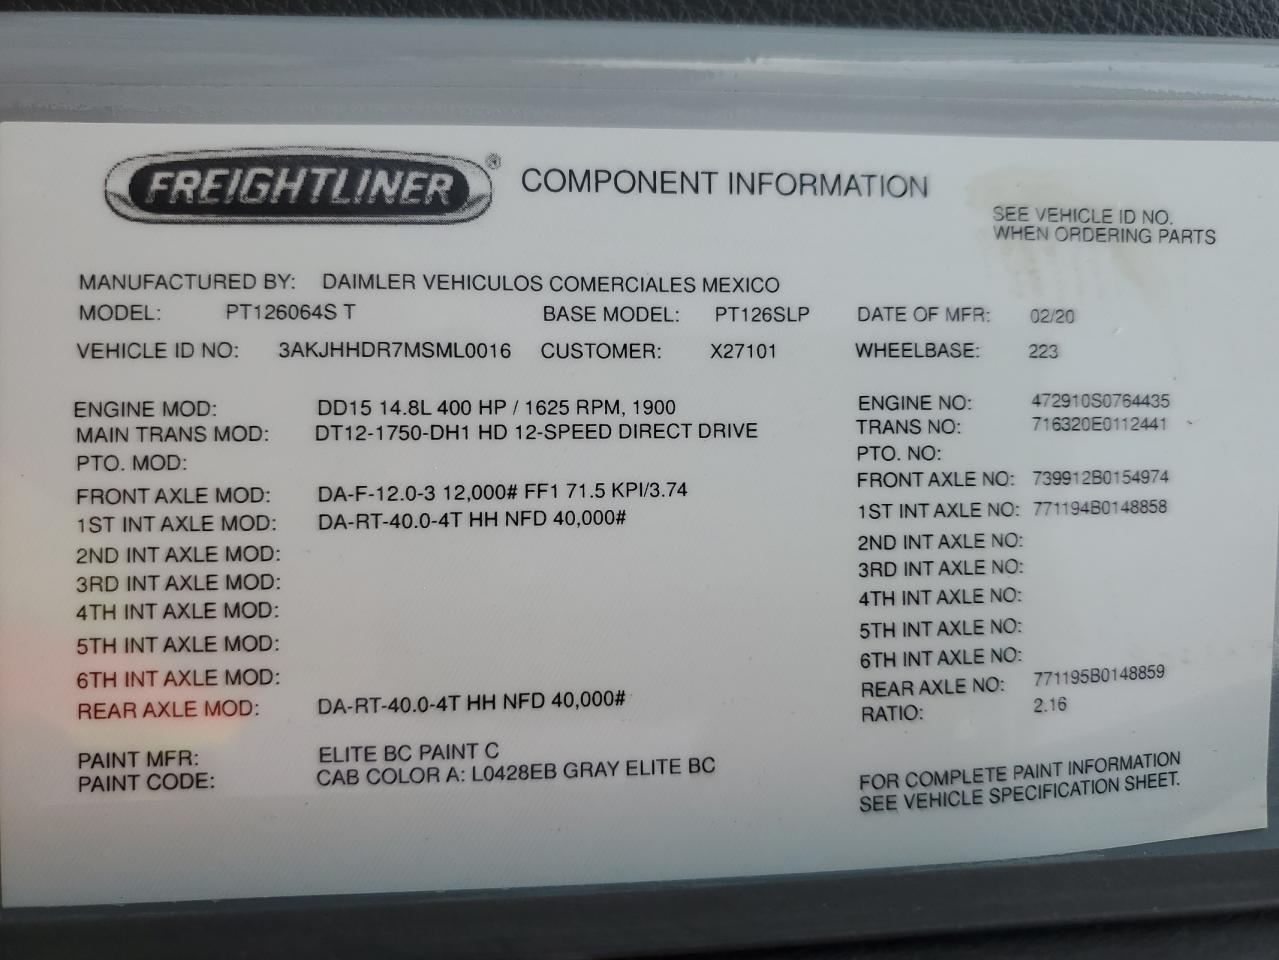 FREIGHTLINER® COMPONENT INFORMATION
SEE VEHICLE ID NO.
WHEN ORDERING PARTS
MANUFACTURED BY: DAIMLER VEHICULOS COMERCIALES MEXICO
MODEL: PT126064S T BASE MODEL: PT126SLP DATE OF MFR: 02/20
VEHICLE ID NO: 3AKJHHDR7MSML0016 CUSTOMER: X27101 WHEELBASE: 223
ENGINE MOD: DD15 14.8L 400 HP / 1625 RPM, 1900 ENGINE NO: 472910S0764435
MAIN TRANS MOD: DT12-1750-DH1 HD 12-SPEED DIRECT DRIVE TRANS NO: 716320E0112441
PTO. MOD: PTO. NO:
FRONT AXLE MOD: DA-F-12.0-3 12,000# FF1 71.5 KPI/3.74 FRONT AXLE NO: 739912B0154974
1ST INT AXLE MOD: DA-RT-40.0-4T HH NFD 40,000# 1ST INT AXLE NO: 771194B0148858
2ND INT AXLE MOD: 2ND INT AXLE NO:
3RD INT AXLE MOD: 3RD INT AXLE NO:
4TH INT AXLE MOD: 4TH INT AXLE NO:
5TH INT AXLE MOD: 5TH INT AXLE NO:
6TH INT AXLE MOD: 6TH INT AXLE NO:
REAR AXLE MOD: DA-RT-40.0-4T HH NFD 40,000# REAR AXLE NO: 771195B0148859
RATIO: 2.16
PAINT MFR: ELITE BC PAINT C
PAINT CODE: CAB COLOR A: L0428EB GRAY ELITE BC
FOR COMPLETE PAINT INFORMATION
SEE VEHICLE SPECIFICATION SHEET.